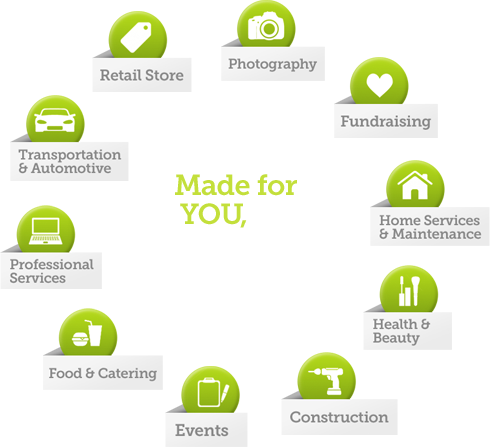 Photography
Retail Store
Fundraising
Transportation
& Automotive
Made for
YOU,
Home Services
& Maintenance
Professional
Services
Health &
Beauty
Food & Catering
Construction
Events